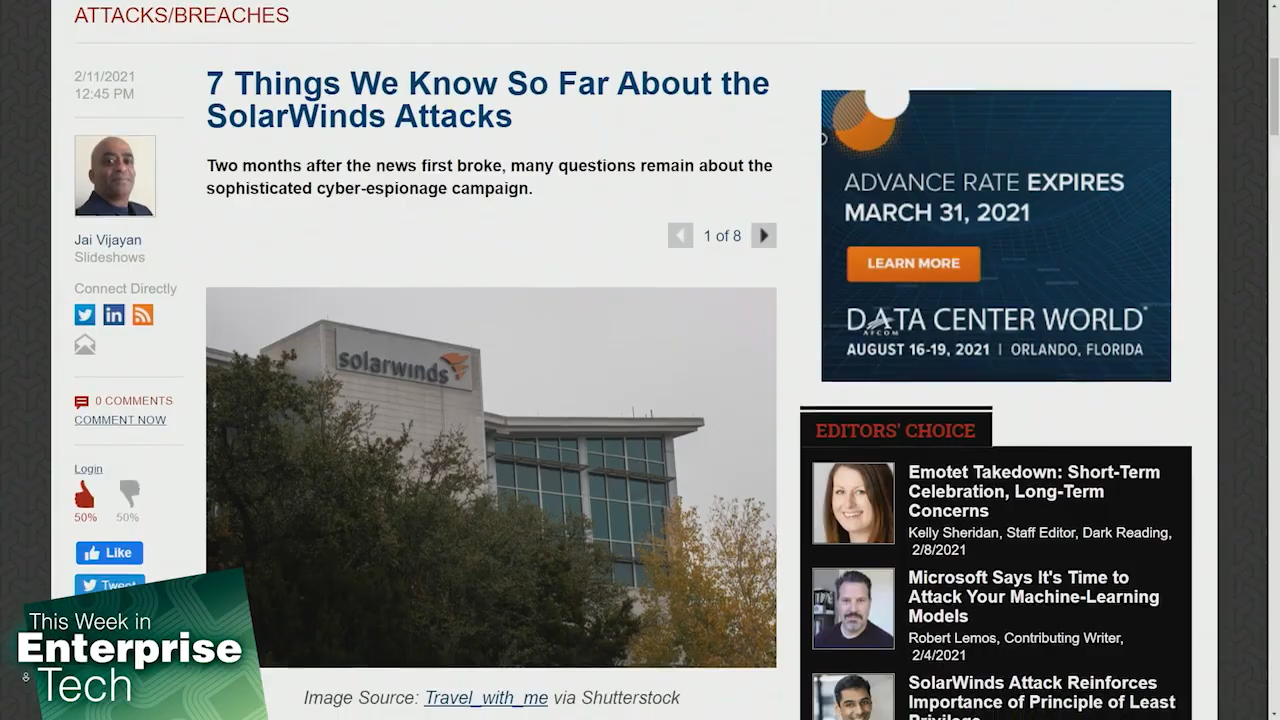 ATTACKS/BREACHES
2/11/2021
12:45 PM
Jai Vijayan
Slideshows
Connect Directly
in
0 COMMENTS
COMMENT NOW
Login
50%
50%
Like
Tweet
7 Things We Know So Far About the
SolarWinds Attacks
Two months after the news first broke, many questions remain about the
sophisticated cyber-espionage campaign.
1 of 8
solarwinds
Image Source: Travel_with_me via Shutterstock
ADVANCE RATE EXPIRES
MARCH 31, 2021
LEARN MORE
DATA CENTER WORLD
AFCOM
AUGUST 16-19, 2021 | ORLANDO, FLORIDA
EDITORS' CHOICE
Emotet Takedown: Short-Term
Celebration, Long-Term
Concerns
Kelly Sheridan, Staff Editor, Dark Reading,
2/8/2021
Microsoft Says It's Time to
Attack Your Machine-Learning
Models
Robert Lemos, Contributing Writer,
2/4/2021
SolarWinds Attack Reinforces
Importance of Principle of Least
Privilege
This Week in
Enterprise
& Tech